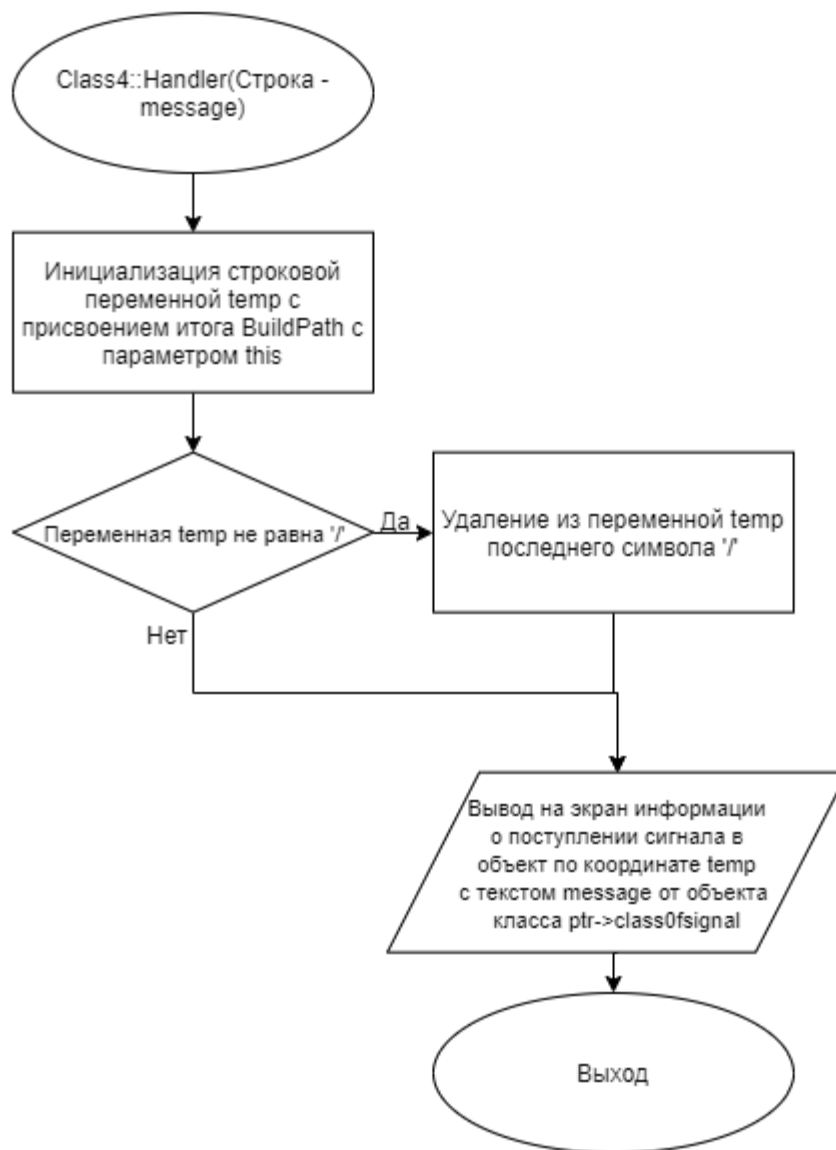 Class4::Handler(Строка -
message)
Инициализация строковой
переменной temp с
присвоением итога BuildPath с
параметром this
Переменная temp не равна '/'
Да
Удаление из переменной temp
последнего символа '/'
Нет
Вывод на экран информации
о поступлении сигнала в
объект по координате temp
с текстом message от объекта
класса ptr->class0fsignal
Выход